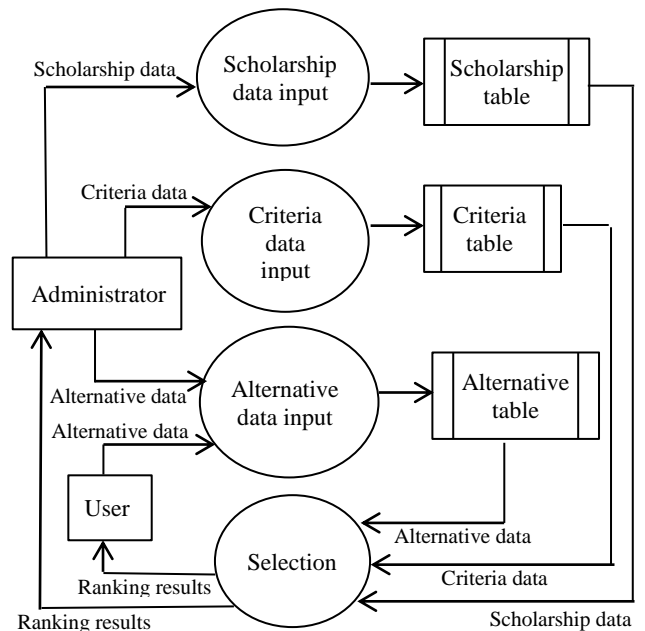 Scholarship data
Scholarship
data input
Scholarship
table
Criteria data
Criteria
data
input
Criteria
table
Administrator
Alternative data
Alternative data
Alternative
data input
Alternative
table
User
Selection
Alternative data
Ranking results
Criteria data
Ranking results
Scholarship data